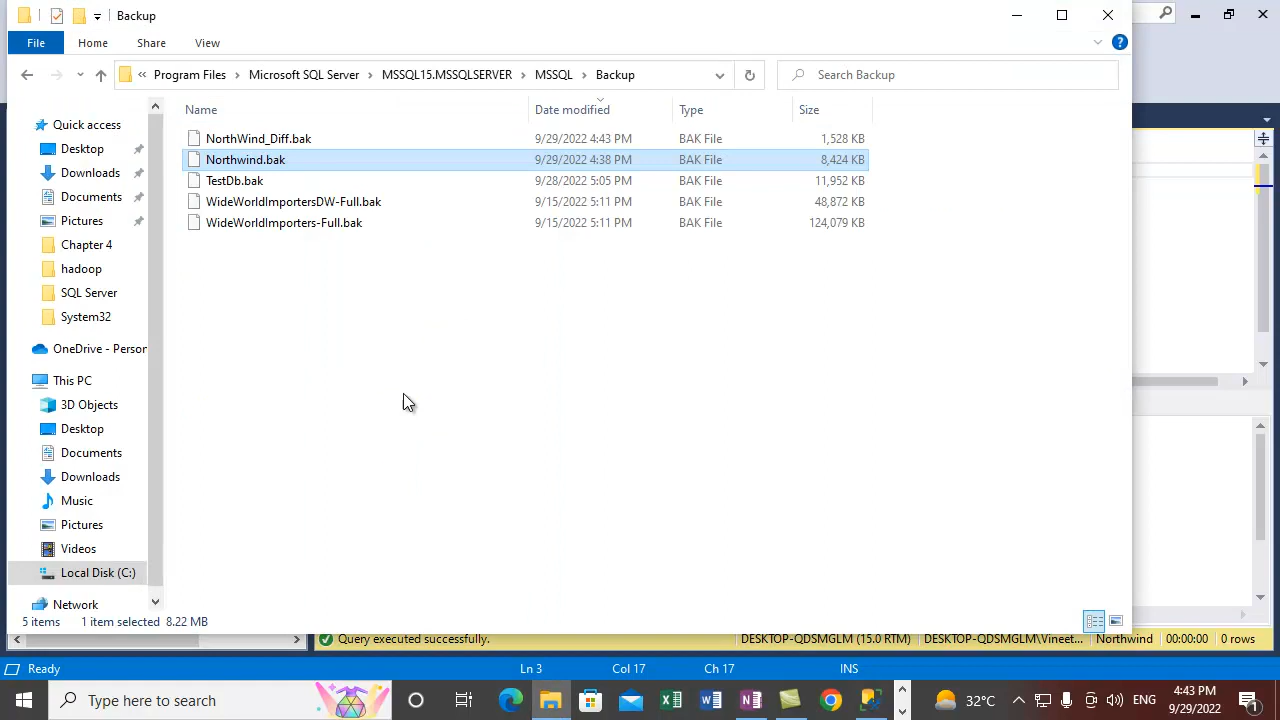 Backup
File Home Share View
Program Files Microsoft SQL Server MSSQL15.MSSQLSERVER MSSQL Backup Search Backup
Name Date modified Type Size
NorthWind_Diff.bak 9/29/2022 4:43 PM BAK File 1,528 KB
Northwind.bak 9/29/2022 4:38 PM BAK File 8,424 KB
TestDb.bak 9/28/2022 5:05 PM BAK File 11,952 KB
WideWorldImportersDW-Full.bak 9/15/2022 5:11 PM BAK File 48,872 KB
WideWorldImporters-Full.bak 9/15/2022 5:11 PM BAK File 124,079 KB
Quick access
Desktop
Downloads
Documents
Pictures
Chapter 4
hadoop
SQL Server
System32
OneDrive - Person
This PC
3D Objects
Desktop
Documents
Downloads
Music
Pictures
Videos
Local Disk (C:)
Network
5 items 1 item selected 8.22 MB
Query executed successfully. DESKTOP-QDSMGLM (15.0 RTM) DESKTOP-QDSMGLM\Vineet... Northwind 00:00:00 0 rows
Ready Ln 3 Col 17 Ch 17 INS
Type here to search 32°C ENG 4:43 PM
9/29/2022 1